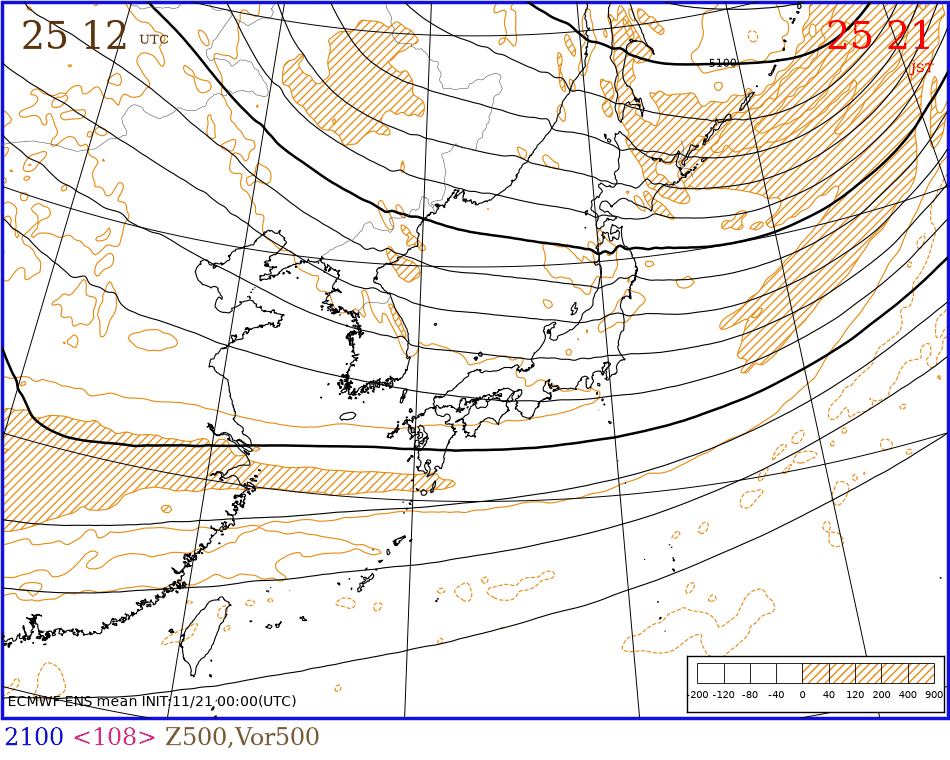 25 12 UTC
25 21
JST
5100
-200 -120 -80 -40 0 40 120 200 400 900
ECMWF ENS mean INIT:11/21 00:00(UTC)
2100 <108> Z500,Vor500